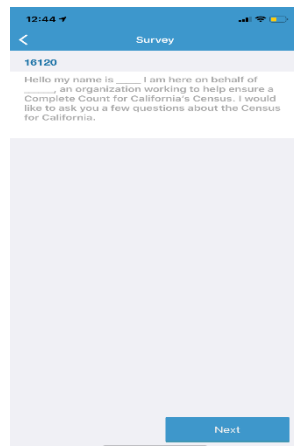 12:44
Survey
16120
Hello my name is ____ I am here on behalf of
_____, an organization working to help ensure a
Complete Count for California's Census. I would
like to ask you a few questions about the Census
for California.
Next